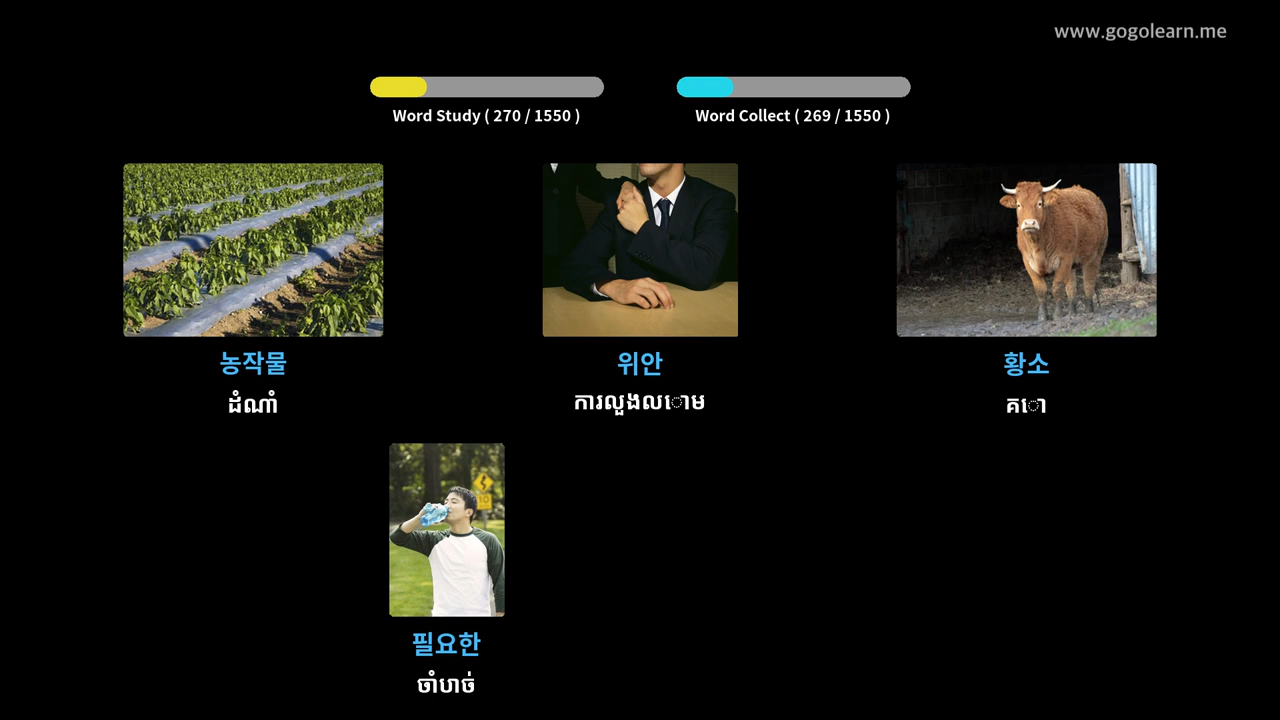 www.gogolearn.me
Word Study ( 270 / 1550 )
Word Collect ( 269 / 1550 )
농작물
위안
황소
ដំណាំ
ការលួងលោម
គោ
필요한
ចាំបាច់